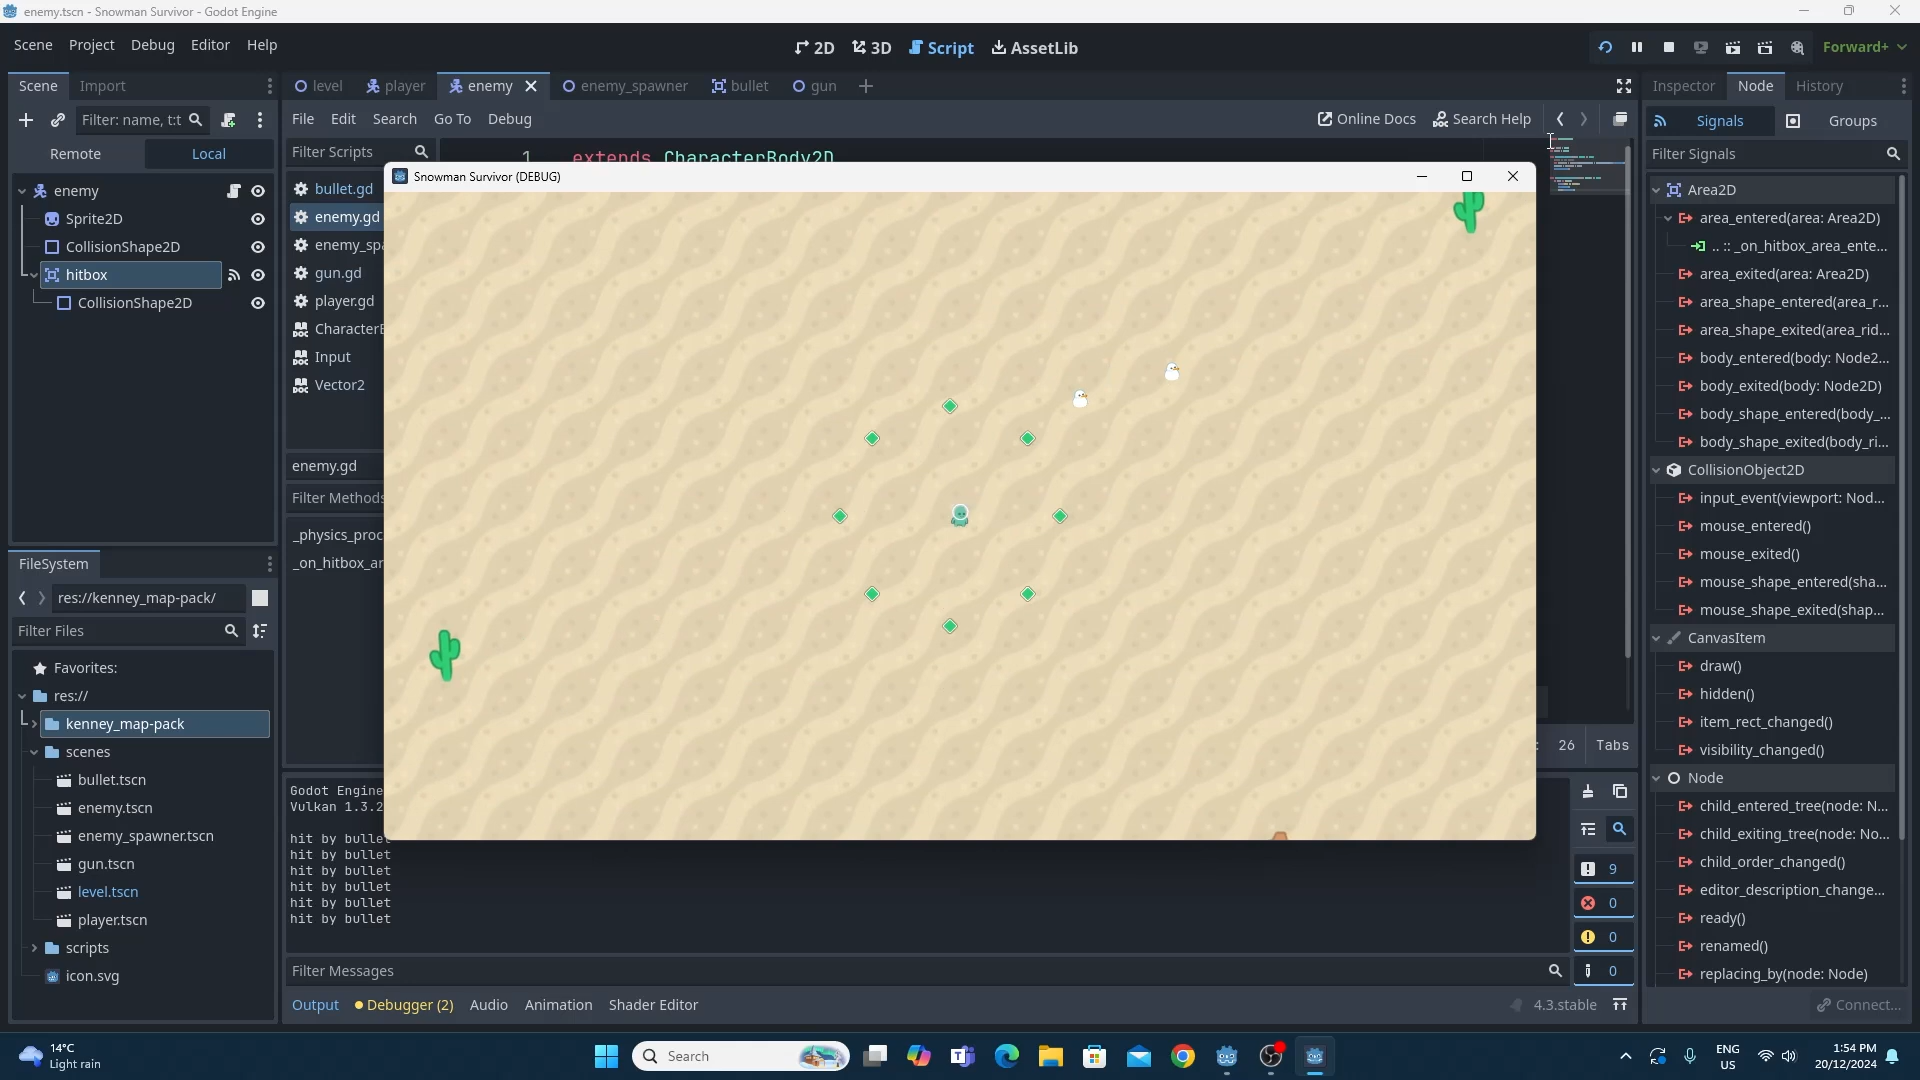 enemy.tscn - Snowman Survivor - Godot Engine
Scene Project Debug Editor Help
2D 3D Script AssetLib
Forward+
Scene Import
level player enemy enemy_spawner bullet gun
Inspector Node History
Filter: name, t:t
File Edit Search Go To Debug
Online Docs Search Help
Signals Groups
Remote Local
Filter Scripts
1 extends CharacterBody2D
Filter Signals
enemy
Sprite2D
CollisionShape2D
hitbox
CollisionShape2D
bullet.gd
enemy.gd
enemy_spa
gun.gd
player.gd
CharacterE
Input
Vector2
enemy.gd
Filter Methods
_physics_proc
_on_hitbox_ar
Snowman Survivor (DEBUG)
Area2D
area_entered(area: Area2D)
.. :: _on_hitbox_area_ente...
area_exited(area: Area2D)
area_shape_entered(area_r...
area_shape_exited(area_rid...
body_entered(body: Node2...
body_exited(body: Node2D)
body_shape_entered(body_...
body_shape_exited(body_ri...
CollisionObject2D
input_event(viewport: Nod...
mouse_entered()
mouse_exited()
mouse_shape_entered(sha...
mouse_shape_exited(shap...
CanvasItem
draw()
hidden()
item_rect_changed()
visibility_changed()
Node
child_entered_tree(node: N...
child_exiting_tree(node: No...
child_order_changed()
editor_description_change...
ready()
renamed()
replacing_by(node: Node)
Connect...
FileSystem
res://kenney_map-pack/
Filter Files
Favorites:
res://
kenney_map-pack
scenes
bullet.tscn
enemy.tscn
enemy_spawner.tscn
gun.tscn
level.tscn
player.tscn
scripts
icon.svg
: 26 Tabs
Godot Engine
Vulkan 1.3.2
hit by bullet
hit by bullet
hit by bullet
hit by bullet
hit by bullet
hit by bullet
9
0
0
0
Filter Messages
Output Debugger (2) Audio Animation Shader Editor
4.3.stable
14°C
Light rain
Search
ENG
US
1:54 PM
20/12/2024